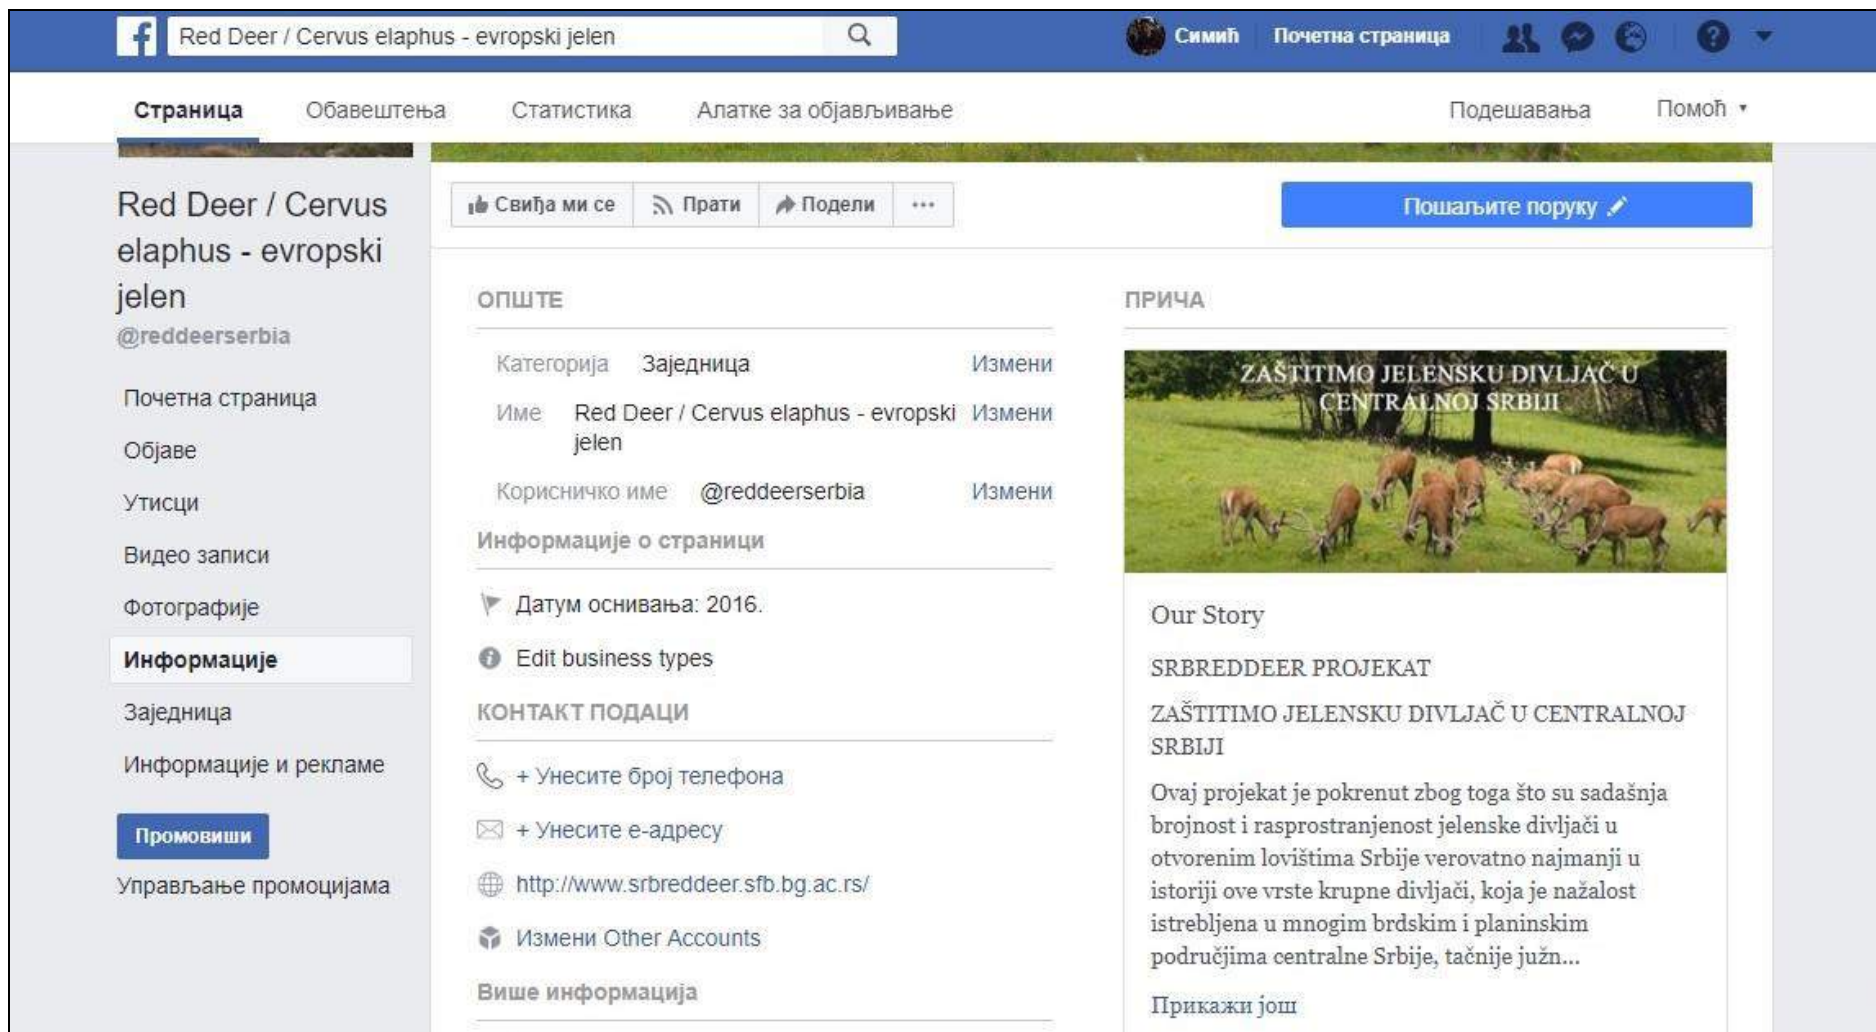 Red Deer / Cervus elaphus - evropski jelen
Симић Почетна страница
Страница Обавештења Статистика Алатке за објављивање Подешавања Помоћ
Red Deer / Cervus
elaphus - evropski
jelen
@reddeerserbia
Почетна страница
Објаве
Утисци
Видео записи
Фотографије
Информације
Заједница
Информације и рекламе
Промовиши
Управљање промоцијама
Свиђа ми се Прати Подели ...
Пошаљите поруку
ОПШТЕ
Категорија Заједница Измени
Име Red Deer / Cervus elaphus - evropski Измени
jelen
Корисничко име @reddeerserbia Измени
Информације о страници
Датум оснивања: 2016.
Edit business types
КОНТАКТ ПОДАЦИ
+ Унесите број телефона
+ Унесите е-адресу
http://www.srbreddeer.sfb.bg.ac.rs/
Измени Other Accounts
Више информација
ПРИЧА
ZAŠTITIMO JELENSKU DIVLJAČ U
CENTRALNOJ SRBIJI
Our Story
SRBREDDEER PROJEKAT
ZAŠTITIMO JELENSKU DIVLJAČ U CENTRALNOJ
SRBIJI
Ovaj projekat je pokrenut zbog toga što su sadašnja
brojnost i rasprostranjenost jelenske divljači u
otvorenim lovištima Srbije verovatno najmanji u
istoriji ove vrste krupne divljači, koja je nažalost
istrebljena u mnogim brdskim i planinskim
područjima centralne Srbije, tačnije južn...
Прикажи још